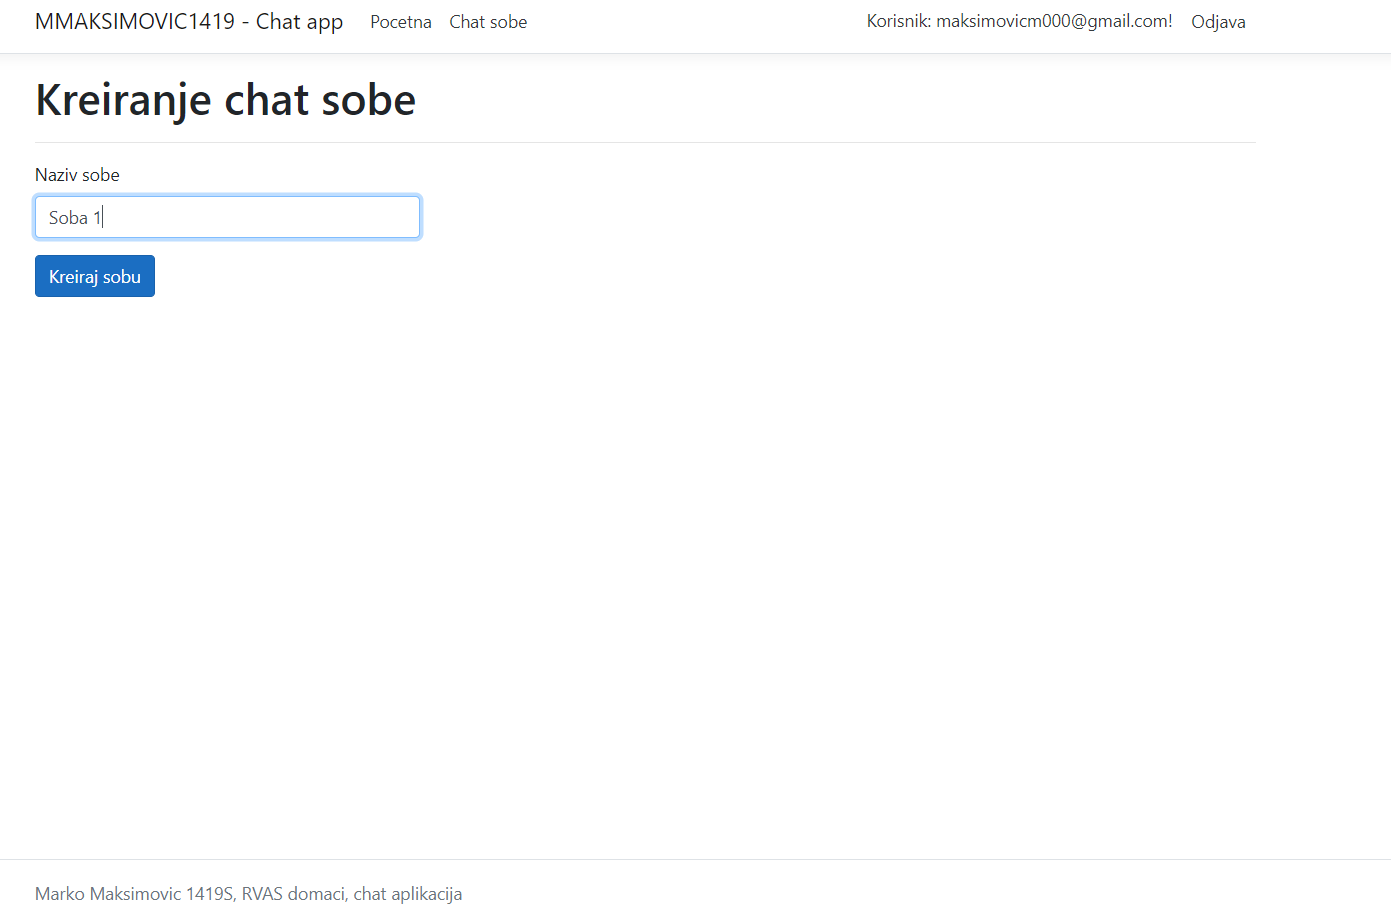 MMAKSIMOVIC1419 - Chat app Pocetna Chat sobe Korisnik: maksimovicm000@gmail.com! Odjava
Kreiranje chat sobe
Naziv sobe
Soba 1
Kreiraj sobu
Marko Maksimovic 1419S, RVAS domaci, chat aplikacija